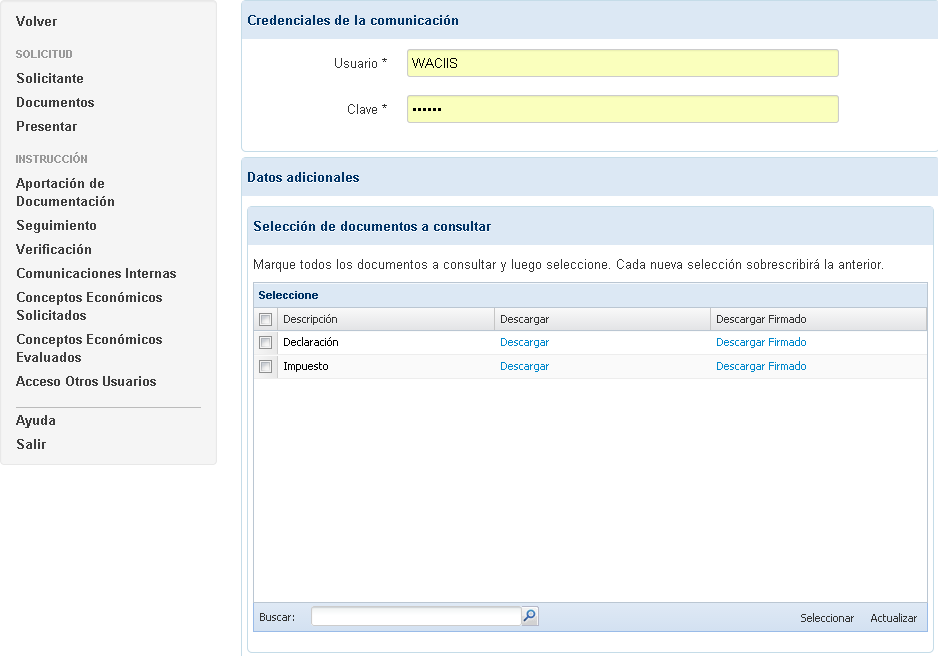 Volver
SOLICITUD
Solicitante
Documentos
Presentar
INSTRUCCIÓN
Aportación de
Documentación
Seguimiento
Verificación
Comunicaciones Internas
Conceptos Económicos
Solicitados
Conceptos Económicos
Evaluados
Acceso Otros Usuarios
Ayuda
Salir
Credenciales de la comunicación
Usuario * WACIIS
Clave * ••••••
Datos adicionales
Selección de documentos a consultar
Marque todos los documentos a consultar y luego seleccione. Cada nueva selección sobrescribirá la anterior.
Seleccione
Descripción Descargar Descargar Firmado
Declaración Descargar Descargar Firmado
Impuesto Descargar Descargar Firmado
Buscar: Seleccionar Actualizar